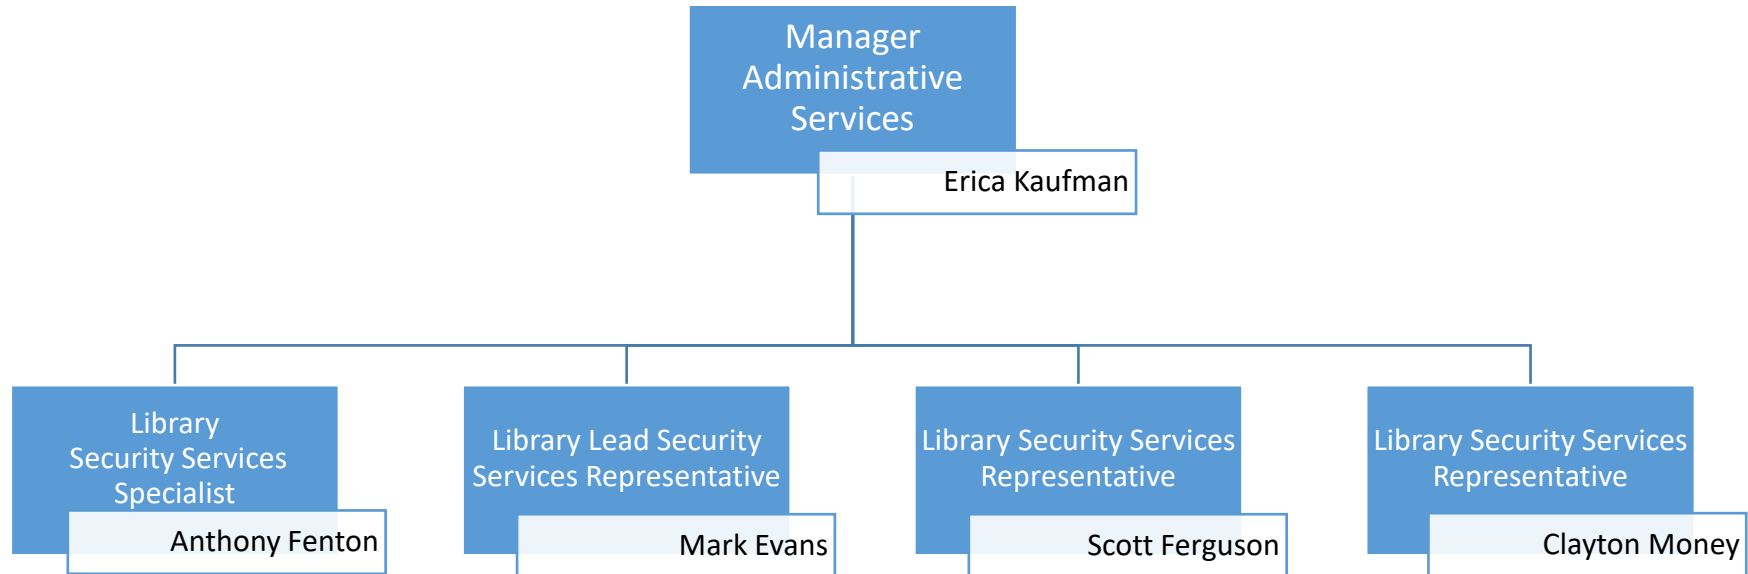 Manager
Administrative
Services
Erica Kaufman
Library
Security Services
Specialist
Anthony Fenton
Library Lead Security
Services Representative
Mark Evans
Library Security Services
Representative
Scott Ferguson
Library Security Services
Representative
Clayton Money